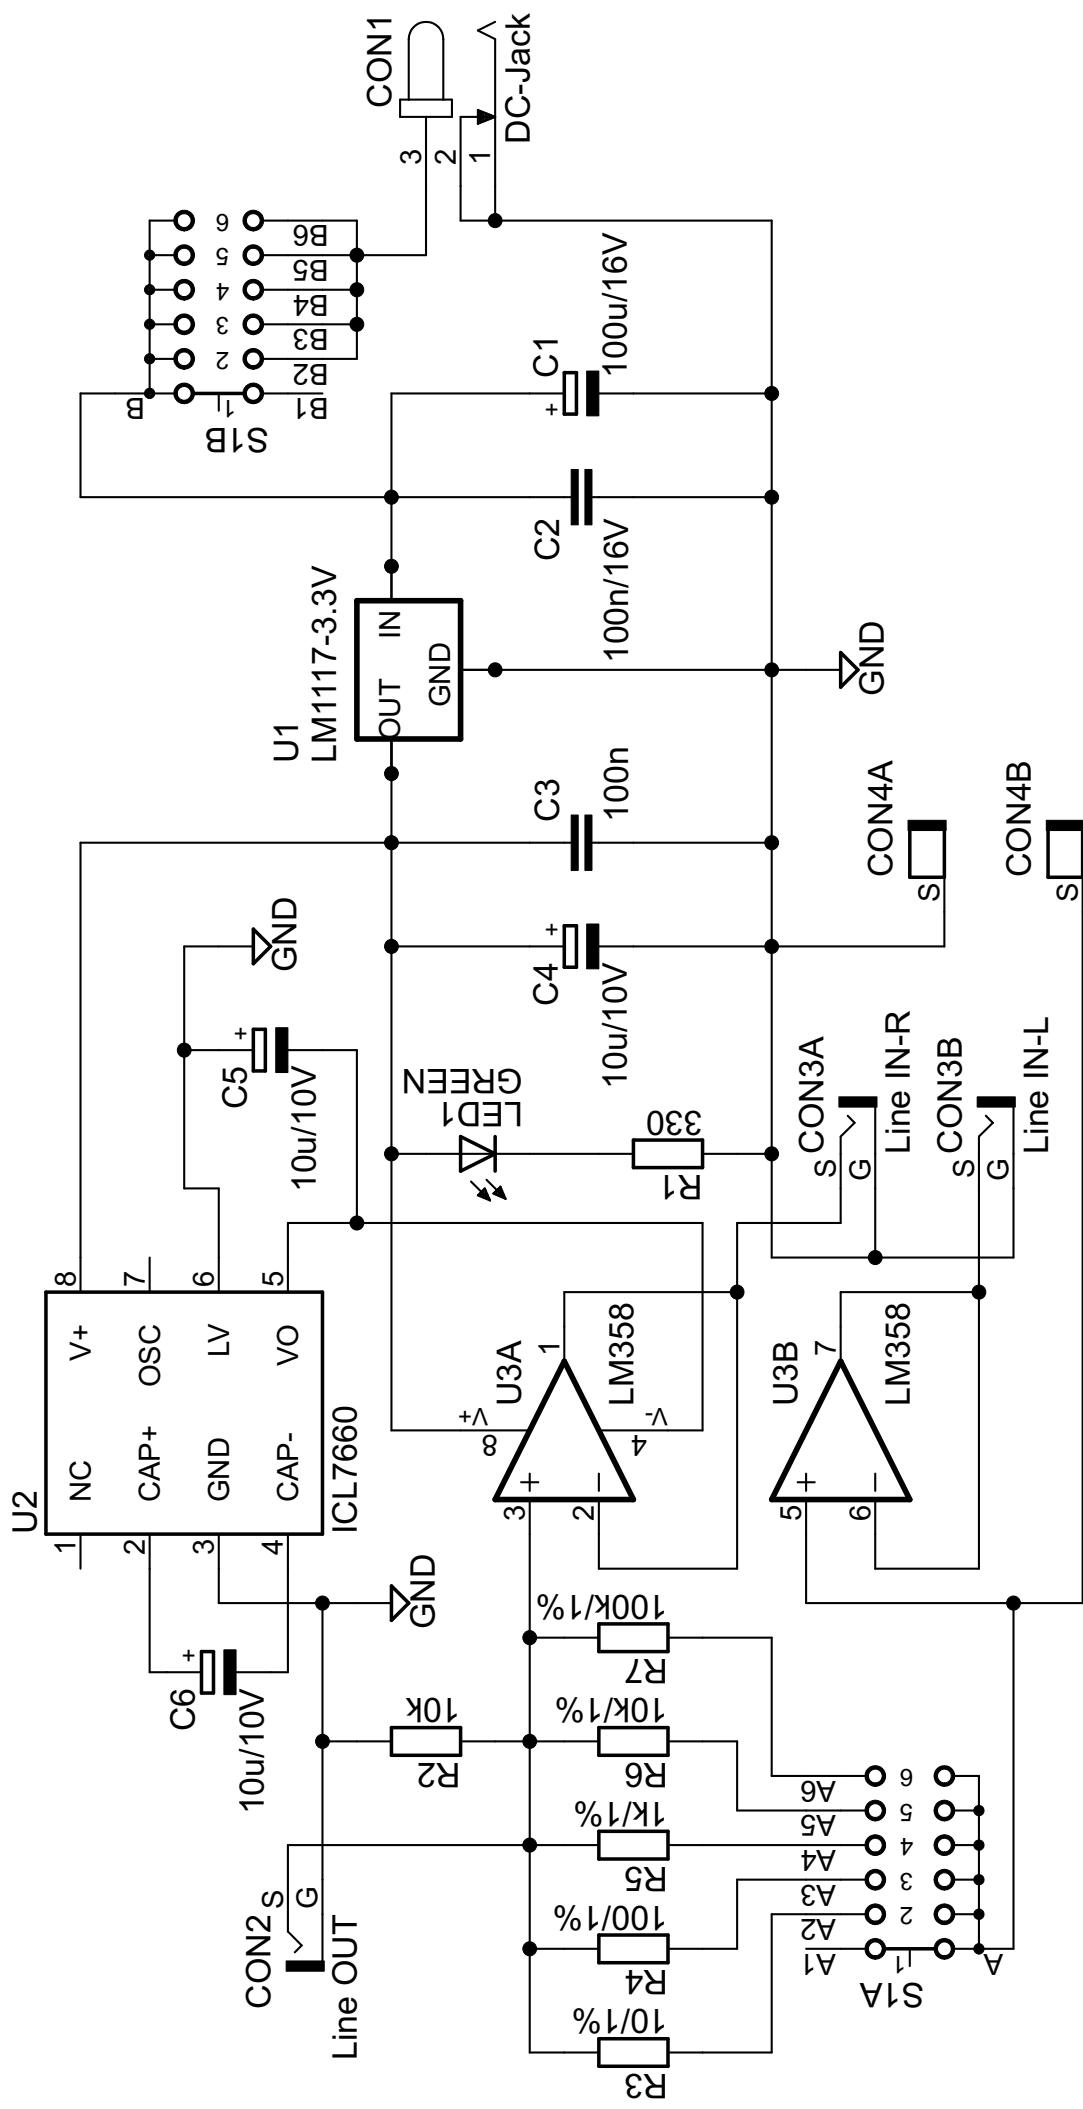 CON1
3
2
1
DC-Jack
S1B
B
1
2
3
4
5
6
B1
B2
B3
B4
B5
B6
C1
+
100u/16V
C2
100n/16V
U1
LM1117-3.3V
IN
OUT
GND
GND
C3
100n
C4
+
10u/10V
GND
C5
+
10u/10V
LED1
GREEN
R1
330
CON4A
S
CON4B
S
CON3A
S
G
Line IN-R
CON3B
S
G
Line IN-L
U2
ICL7660
1
NC
2
CAP+
3
GND
4
CAP-
8
V+
7
OSC
6
LV
5
VO
C6
+
10u/10V
GND
U3A
LM358
8
V+
4
V-
3
+
2
−
1
U3B
LM358
5
+
6
−
7
CON2
S
G
Line OUT
R2
10k
R3
10/1%
R4
100/1%
R5
1k/1%
R6
10k/1%
R7
100k/1%
S1A
A
A1
A2
A3
A4
A5
A6
1
2
3
4
5
6